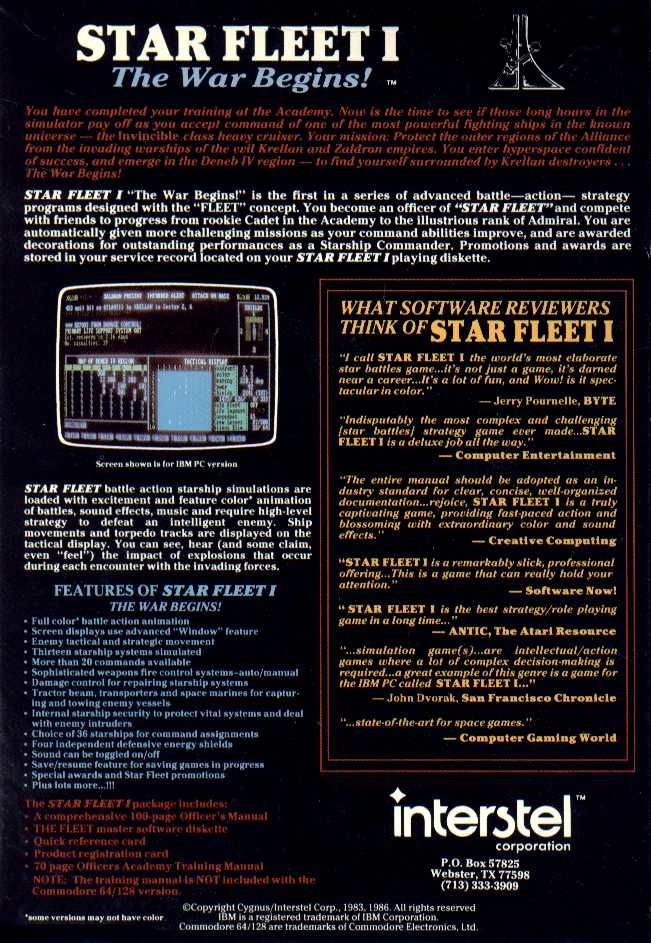 STAR FLEET I
The War Begins! ™
You have completed your training at the Academy. Now is the time to see if those long hours in the
simulator pay off as you accept command of one of the most powerful fighting ships in the known
universe — the Invincible class heavy cruiser. Your mission: Protect the outer regions of the Alliance
from the invading warships of the evil Krellan and Zaldron empires. You enter hyperspace confident
of success, and emerge in the Deneb IV region — to find yourself surrounded by Krellan destroyers . . .
The War Begins!
STAR FLEET I "The War Begins!" is the first in a series of advanced battle—action— strategy
programs designed with the "FLEET" concept. You become an officer of "STAR FLEET" and compete
with friends to progress from rookie Cadet in the Academy to the illustrious rank of Admiral. You are
automatically given more challenging missions as your command abilities improve, and are awarded
decorations for outstanding performances as a Starship Commander. Promotions and awards are
stored in your service record located on your STAR FLEET I playing diskette.
INTRUDER ALERT
MAP OF DENEB IV REGION
TACTICAL DISPLAY
Screen shown is for IBM PC version
STAR FLEET battle action starship simulations are
loaded with excitement and feature color* animation
of battles, sound effects, music and require high-level
strategy to defeat an intelligent enemy. Ship
movements and torpedo tracks are displayed on the
tactical display. You can see, hear (and some claim,
even "feel") the impact of explosions that occur
during each encounter with the invading forces.
FEATURES OF STAR FLEET I
THE WAR BEGINS!
• Full color* battle action animation
• Screen displays use advanced "Window" feature
• Enemy tactical and strategic movement
• Thirteen starship systems simulated
• More than 20 commands available
• Sophisticated weapons fire control systems-auto/manual
• Damage control for repairing starship systems
• Tractor beam, transporters and space marines for captur-
ing and towing enemy vessels
• Internal starship security to protect vital systems and deal
with enemy intruders
• Choice of 36 starships for command assignments
• Four independent defensive energy shields
• Sound can be toggled on/off
• Save/resume feature for saving games in progress
• Special awards and Star Fleet promotions
• Plus lots more...!!!
The STAR FLEET I package includes:
• A comprehensive 100-page Officer's Manual
• THE FLEET master software diskette
• Quick reference card
• Product registration card
• 70 page Officers Academy Training Manual
NOTE: The training manual is NOT included with the
Commodore 64/128 version.
*some versions may not have color
WHAT SOFTWARE REVIEWERS
THINK OF STAR FLEET I
"I call STAR FLEET I the world's most elaborate
star battles game...it's not just a game, it's darned
near a career...It's a lot of fun, and Wow! is it spec-
tacular in color."
— Jerry Pournelle, BYTE
"Indisputably the most complex and challenging
[star battles] strategy game ever made...STAR
FLEET I is a deluxe job all the way."
— Computer Entertainment
"The entire manual should be adopted as an in-
dustry standard for clear, concise, well-organized
documentation...rejoice, STAR FLEET I is a truly
captivating game, providing fast-paced action and
blossoming with extraordinary color and sound
effects."
— Creative Computing
"STAR FLEET I is a remarkably slick, professional
offering...This is a game that can really hold your
attention."
— Software Now!
" STAR FLEET I is the best strategy/role playing
game in a long time..."
— ANTIC, The Atari Resource
"...simulation game(s)...are intellectual/action
games where a lot of complex decision-making is
required...a great example of this genre is a game for
the IBM PC called STAR FLEET I..."
— John Dvorak, San Francisco Chronicle
"...state-of-the-art for space games."
— Computer Gaming World
interstel™
corporation
P.O. Box 57825
Webster, TX 77598
(713) 333-3909
©Copyright Cygnus/Interstel Corp., 1983, 1986. All rights reserved
IBM is a registered trademark of IBM Corporation.
Commodore 64/128 are trademarks of Commodore Electronics, Ltd.